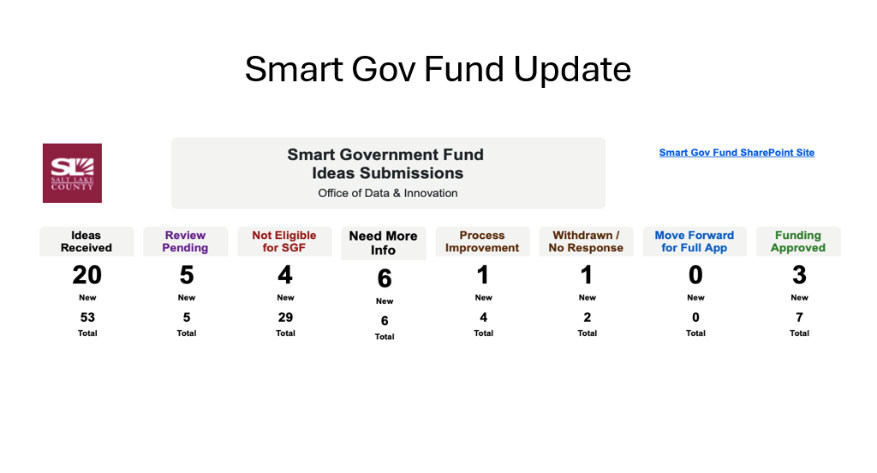 Smart Gov Fund Update
SL
SALT LAKE
COUNTY
Smart Government Fund
Ideas Submissions
Office of Data & Innovation
Smart Gov Fund SharePoint Site
Ideas
Received
20
New
53
Total
Review
Pending
5
New
5
Total
Not Eligible
for SGF
4
New
29
Total
Need More
Info
6
New
6
Total
Process
Improvement
1
New
4
Total
Withdrawn /
No Response
1
New
2
Total
Move Forward
for Full App
0
New
0
Total
Funding
Approved
3
New
7
Total